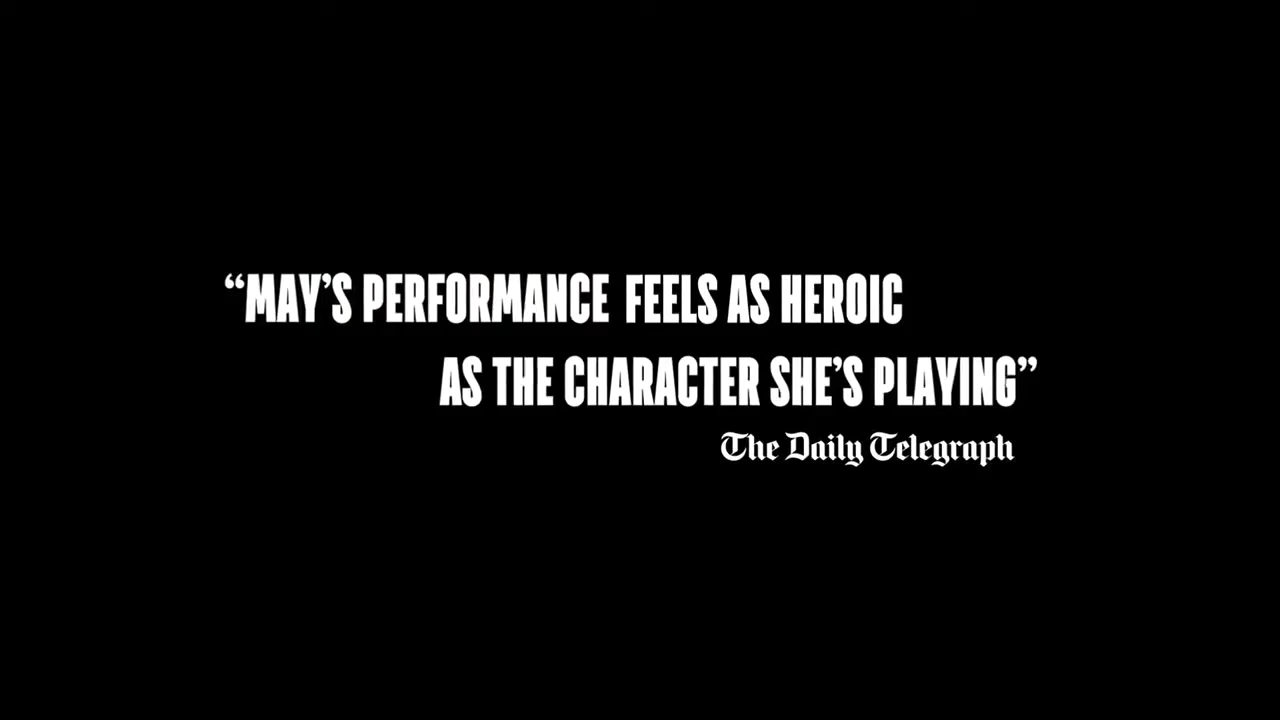 “MAY’S PERFORMANCE FEELS AS HEROIC
AS THE CHARACTER SHE’S PLAYING”
The Daily Telegraph